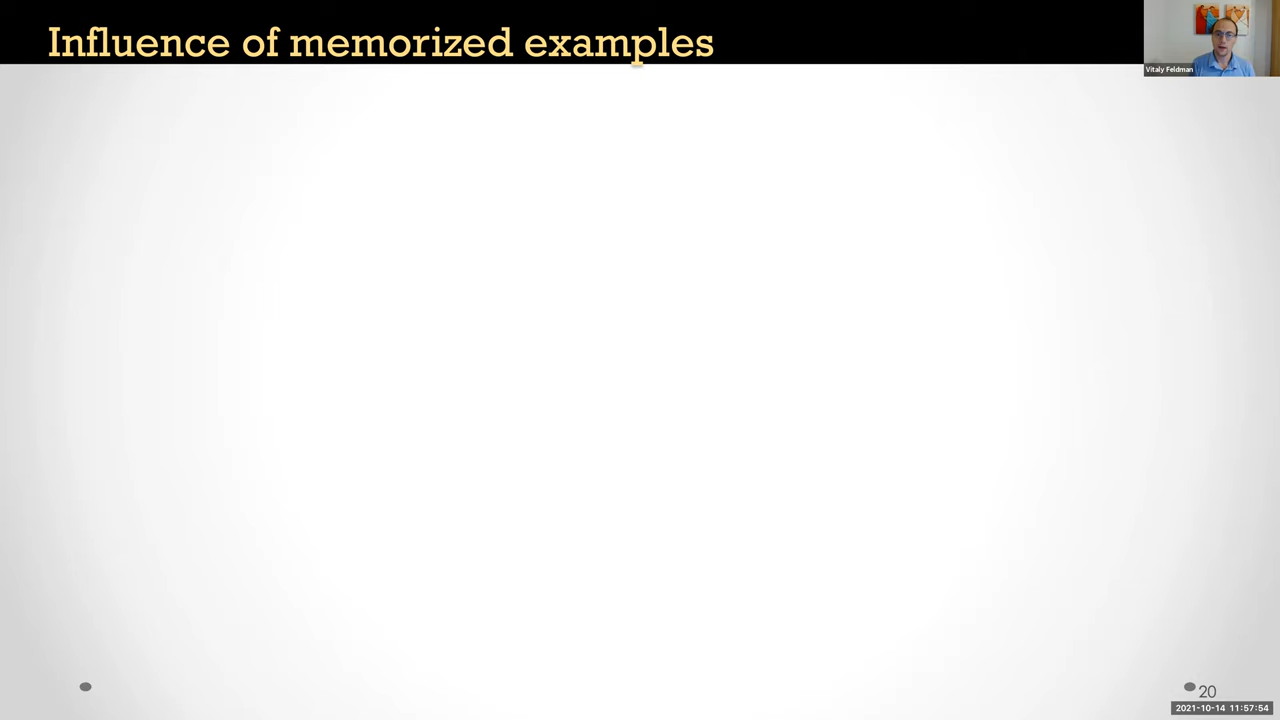 Influence of memorized examples
Vitaly Feldman
20
2021-10-14 11:57:54